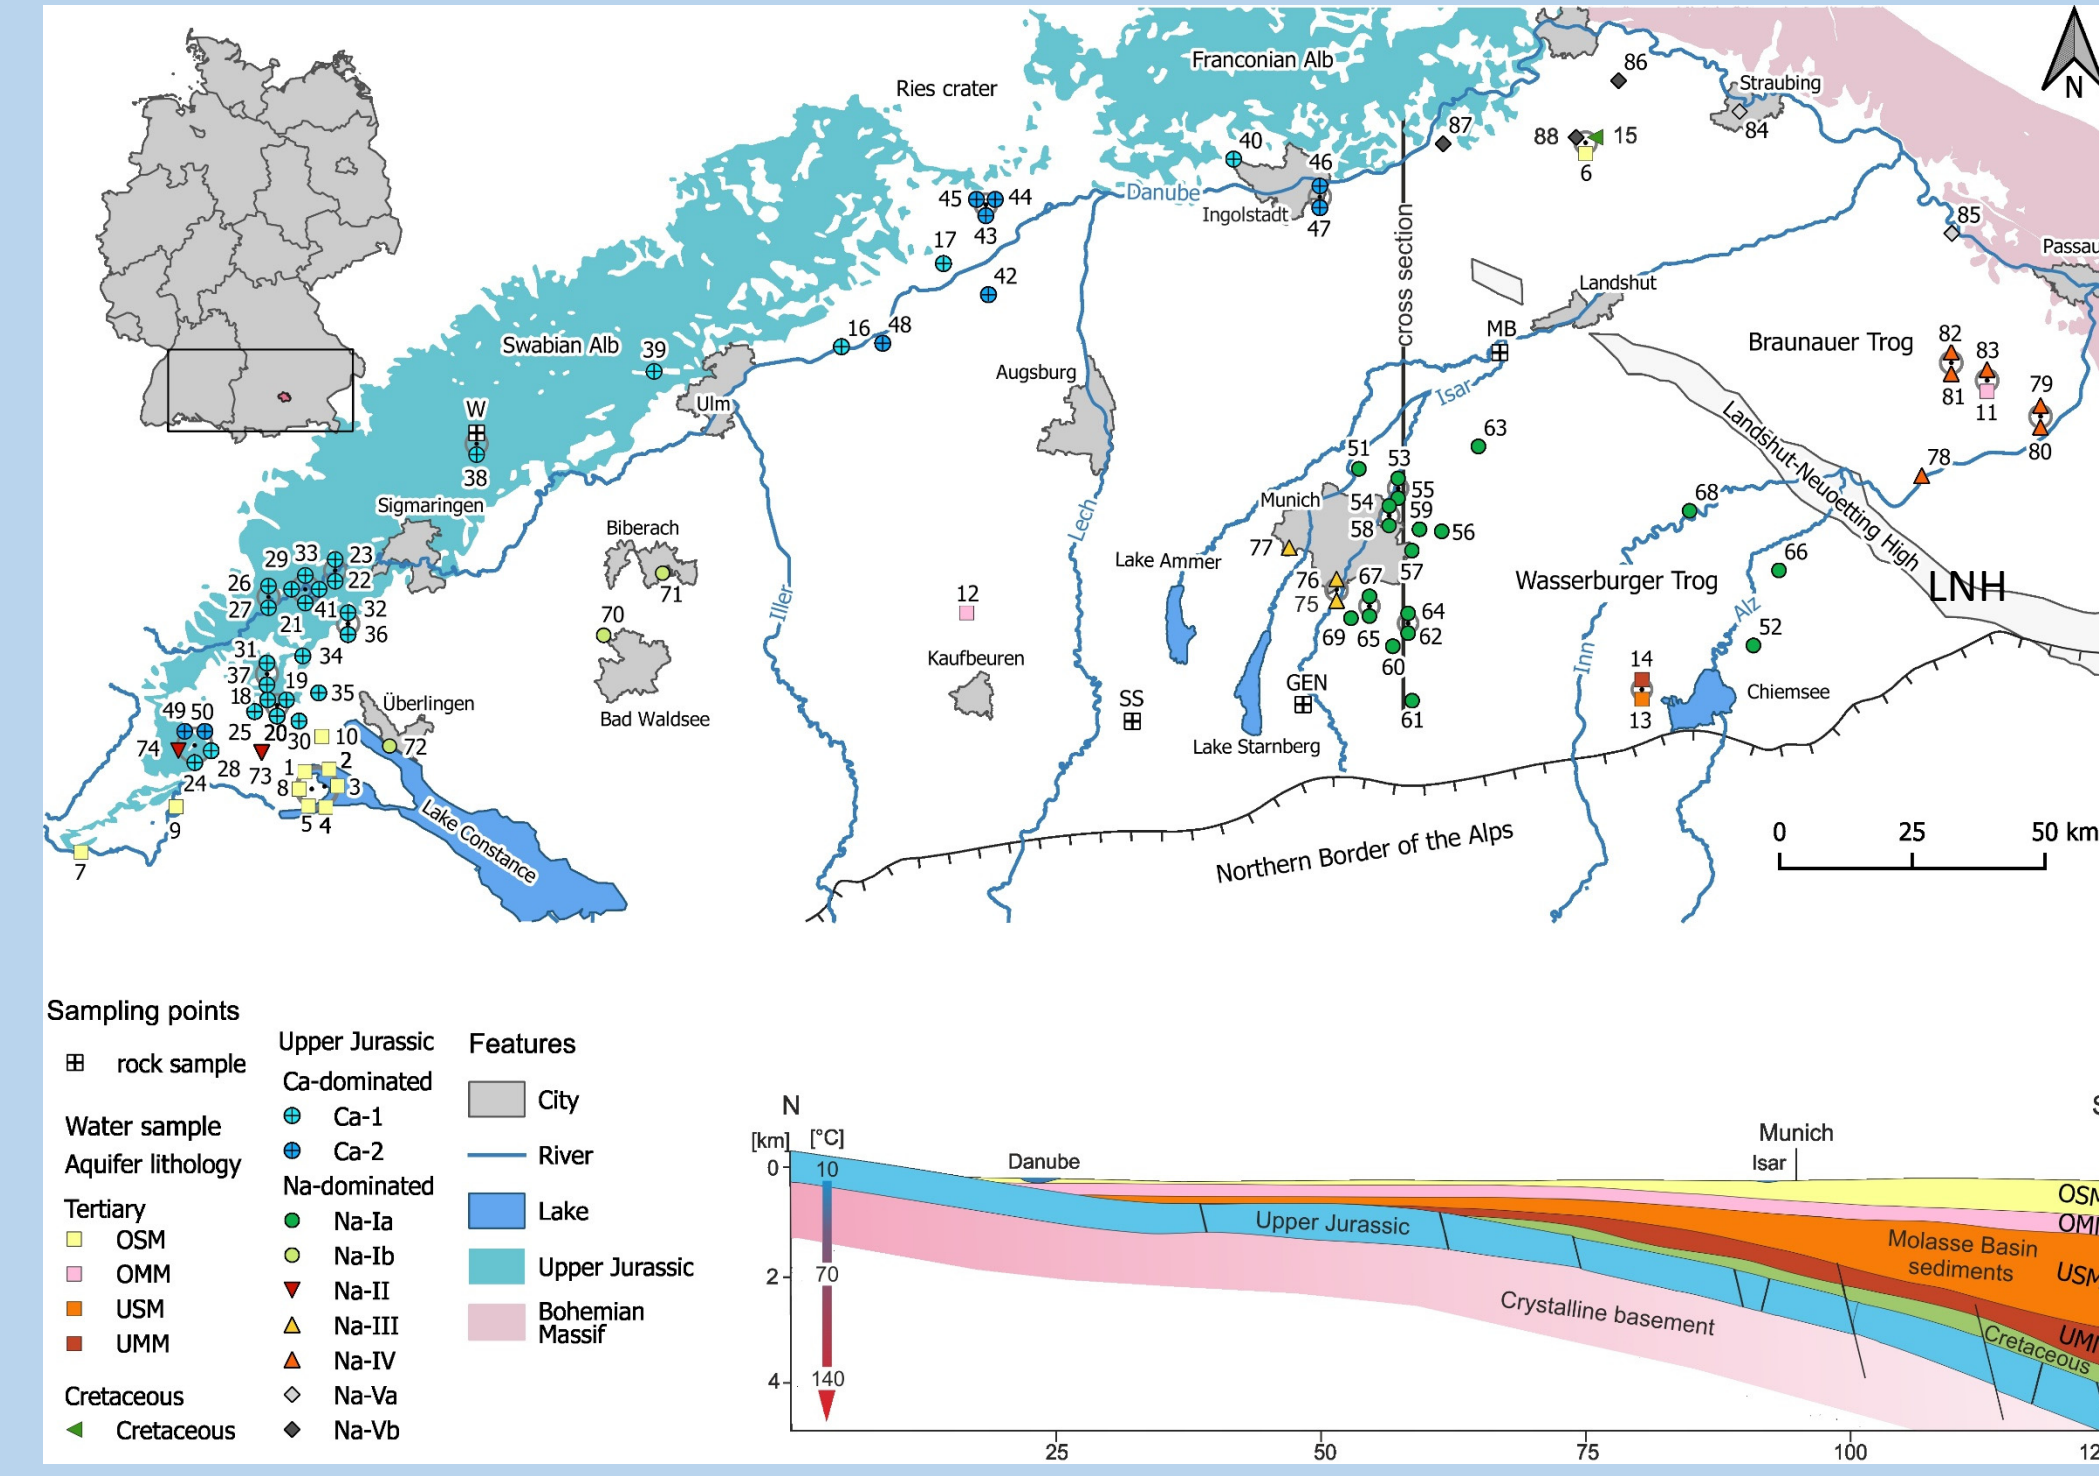 Franconian Alb
Ries crater
86
Straubing
N
84
87
88
15
6
40
46
Danube
Ingolstadt
47
45
44
43
17
42
85
Passau
cross section
Landshut
16
48
Swabian Alb
39
Ulm
Augsburg
MB
Isar
Braunauer Trog
82
83
81
11
79
80
W
38
Landshut-Neuoetting High
63
51
53
78
Sigmaringen
Biberach
Munich
54
55
59
58
56
68
Lech
77
57
29
33
23
26
22
27
41
32
21
36
71
Iller
Lake Ammer
76
67
75
64
66
Wasserburger Trog
LNH
Alz
12
70
69
65
62
60
52
31
34
37
19
18
35
Kaufbeuren
Inn
14
13
Chiemsee
Überlingen
Bad Waldsee
SS
GEN
61
49
50
25
20
30
10
74
28
73
72
24
1
2
8
3
5
4
9
7
Lake Starnberg
Lake Constance
Northern Border of the Alps
0 25 50 km
Sampling points
rock sample
Water sample
Aquifer lithology
Tertiary
OSM
OMM
USM
UMM
Cretaceous
Cretaceous
Upper Jurassic
Ca-dominated
Ca-1
Ca-2
Na-dominated
Na-Ia
Na-Ib
Na-II
Na-III
Na-IV
Na-Va
Na-Vb
Features
City
River
Lake
Upper Jurassic
Bohemian
Massif
N
[km] [°C]
Munich
Isar
Danube
0
10
2
70
4
140
Upper Jurassic
Molasse Basin
sediments
Crystalline basement
Cretaceous
OSM
OMM
USM
UMM
25 50 75 100